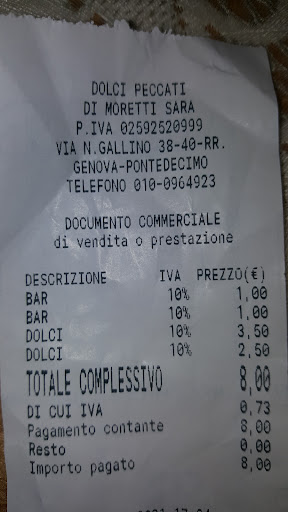 DOLCI PECCATI
DI MORETTI SARA
P.IVA 02592520999
VIA N.GALLINO 38-40-RR.
GENOVA-PONTEDECIMO
TELEFONO 010-0964923
DOCUMENTO COMMERCIALE
di vendita o prestazione
DESCRIZIONE IVA PREZZO(€)
BAR 10% 1,00
BAR 10% 1,00
DOLCI 10% 3,50
DOLCI 10% 2,50
TOTALE COMPLESSIVO 8,00
DI CUI IVA 0,73
Pagamento contante 8,00
Resto 0,00
Importo pagato 8,00